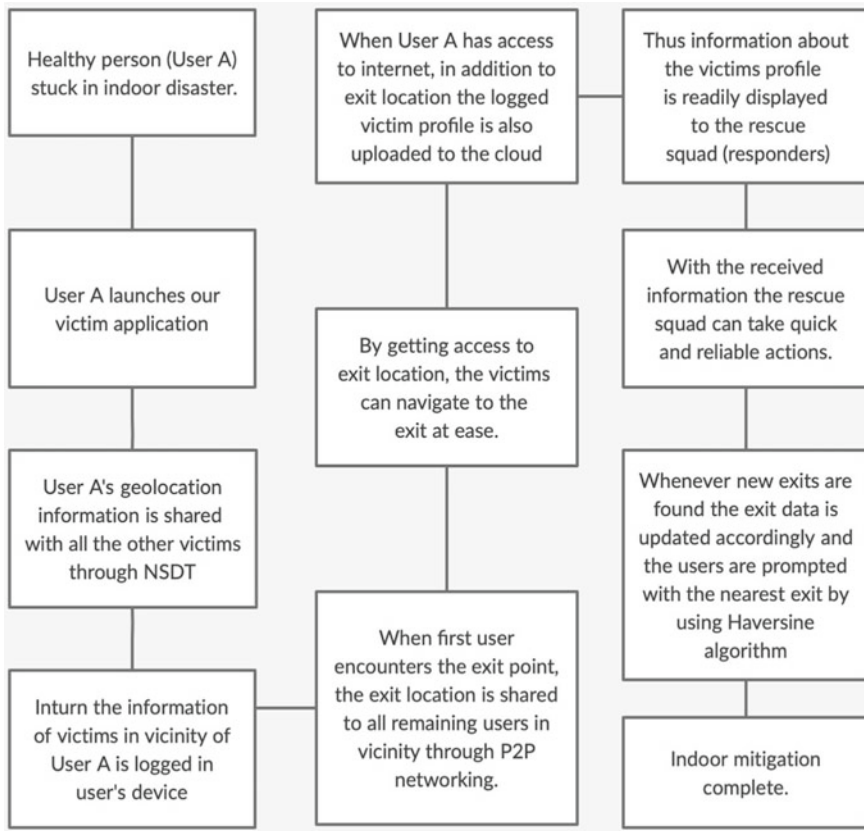 Healthy person (User A)
stuck in indoor disaster.
User A launches our
victim application
User A's geolocation
information is shared
with all the other victims
through NSDT
Inturn the information
of victims in vicinity of
User A is logged in
user's device
When first user
encounters the exit point,
the exit location is shared
to all remaining users in
vicinity through P2P
networking.
By getting access to
exit location, the victims
can navigate to the
exit at ease.
When User A has access
to internet, in addition to
exit location the logged
victim profile is also
uploaded to the cloud
Thus information about
the victims profile
is readily displayed
to the rescue
squad (responders)
With the received
information the rescue
squad can take quick
and reliable actions.
Whenever new exits are
found the exit data is
updated accordingly and
the users are prompted
with the nearest exit by
using Haversine
algorithm
Indoor mitigation
complete.